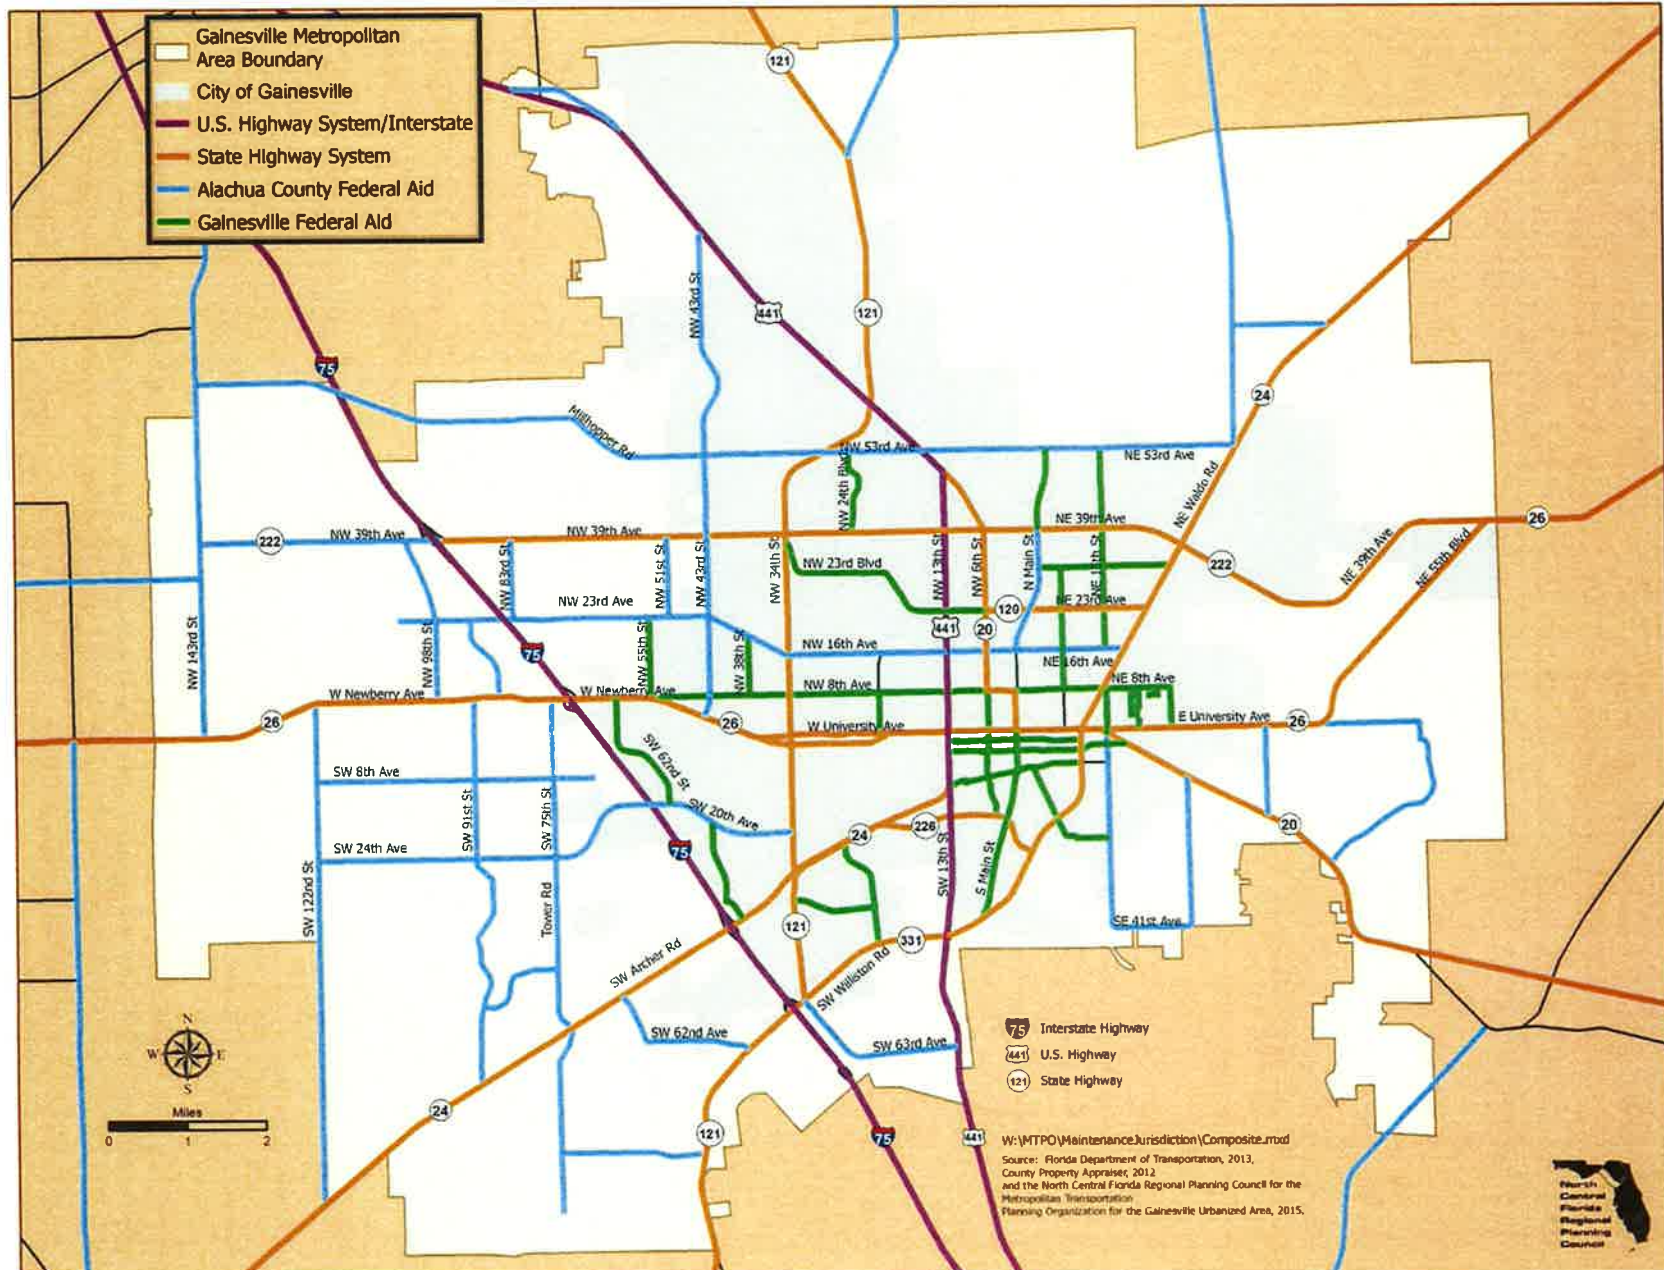 Gainesville Metropolitan
Area Boundary
City of Gainesville
U.S. Highway System/Interstate
State Highway System
Alachua County Federal Aid
Gainesville Federal Aid
121
441
121
NW 43rd St
75
24
Millhopper Rd
NW 53rd Ave
NE 53rd Ave
NW 24th Blvd
NE Waldo Rd
222
NW 39th Ave
NW 39th Ave
NE 39th Ave
26
NE 39th Ave
NE 55th Blvd
222
NW 83rd St
NW 51st St
NW 43rd St
NW 34th St
NW 23rd Blvd
NW 13th St
NW 6th St
N Main St
NE 15th St
NW 23rd Ave
120
NE 23rd Ave
441
20
NW 143rd St
NW 98th St
75
NW 55th St
NW 38th St
NW 16th Ave
NE 16th Ave
W Newberry Ave
W Newberry Ave
NW 8th Ave
NE 8th Ave
26
26
W University Ave
E University Ave
26
SW 62nd St
SW 8th Ave
SW 91st St
SW 75th St
SW 20th Ave
24
226
20
SW 24th Ave
75
SW 13th St
S Main St
SW 122nd St
Tower Rd
121
331
SE 41st Ave
SW Archer Rd
SW Williston Rd
SW 62nd Ave
SW 63rd Ave
N
W E
S
Miles
0 1 2
24
121
75
441
75 Interstate Highway
441 U.S. Highway
121 State Highway
W:\MTPO\MaintenanceJurisdiction\Composite.mxd
Source: Florida Department of Transportation, 2013,
County Property Appraiser, 2012
and the North Central Florida Regional Planning Council for the
Metropolitan Transportation
Planning Organization for the Gainesville Urbanized Area, 2015.
North
Central
Florida
Regional
Planning
Council